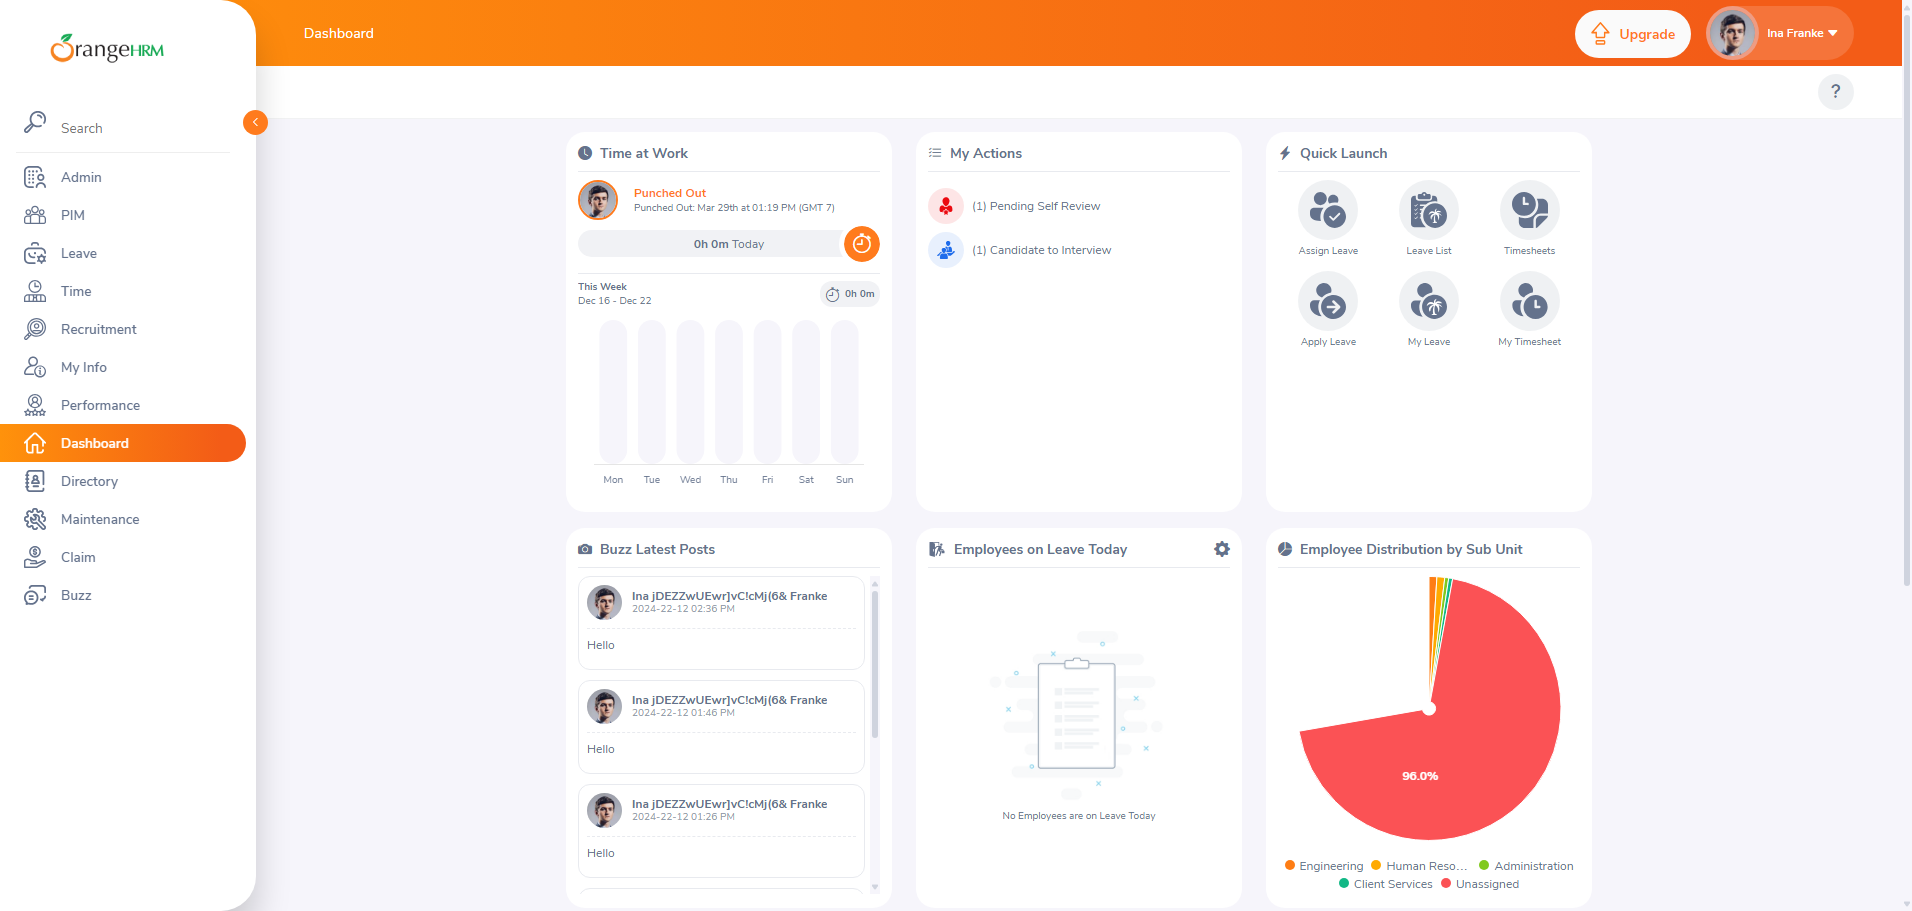 OrangeHRM
Dashboard
Upgrade
Ina Franke
?
Search
Admin
PIM
Leave
Time
Recruitment
My Info
Performance
Dashboard
Directory
Maintenance
Claim
Buzz
Time at Work
Punched Out
Punched Out: Mar 29th at 01:19 PM (GMT 7)
0h 0m Today
This Week
Dec 16 - Dec 22
0h 0m
Mon Tue Wed Thu Fri Sat Sun
My Actions
(1) Pending Self Review
(1) Candidate to Interview
Quick Launch
Assign Leave Leave List Timesheets
Apply Leave My Leave My Timesheet
Buzz Latest Posts
Ina jDEZZwUEwr]vC!cMj(6& Franke
2024-22-12 02:36 PM
Hello
Ina jDEZZwUEwr]vC!cMj(6& Franke
2024-22-12 01:46 PM
Hello
Ina jDEZZwUEwr]vC!cMj(6& Franke
2024-22-12 01:26 PM
Hello
Employees on Leave Today
No Employees are on Leave Today
Employee Distribution by Sub Unit
96.0%
Engineering Human Reso... Administration
Client Services Unassigned